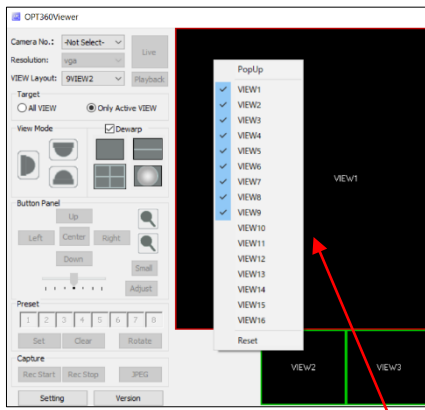 OPT360Viewer
Camera No.: -Not Select- Live
Resolution: vga
VIEW Layout: 9VIEW2 Playback
Target
All VIEW Only Active VIEW
View Mode Dewarp
Button Panel
Up
Left Center Right
Down
Small
Adjust
Preset
1 2 3 4 5 6 7 8
Set Clear Rotate
Capture
Rec Start Rec Stop JPEG
Setting Version
PopUp
VIEW1
VIEW2
VIEW3
VIEW4
VIEW5
VIEW6
VIEW7
VIEW8
VIEW9
VIEW10
VIEW11
VIEW12
VIEW13
VIEW14
VIEW15
VIEW16
Reset
VIEW1
VIEW2 VIEW3